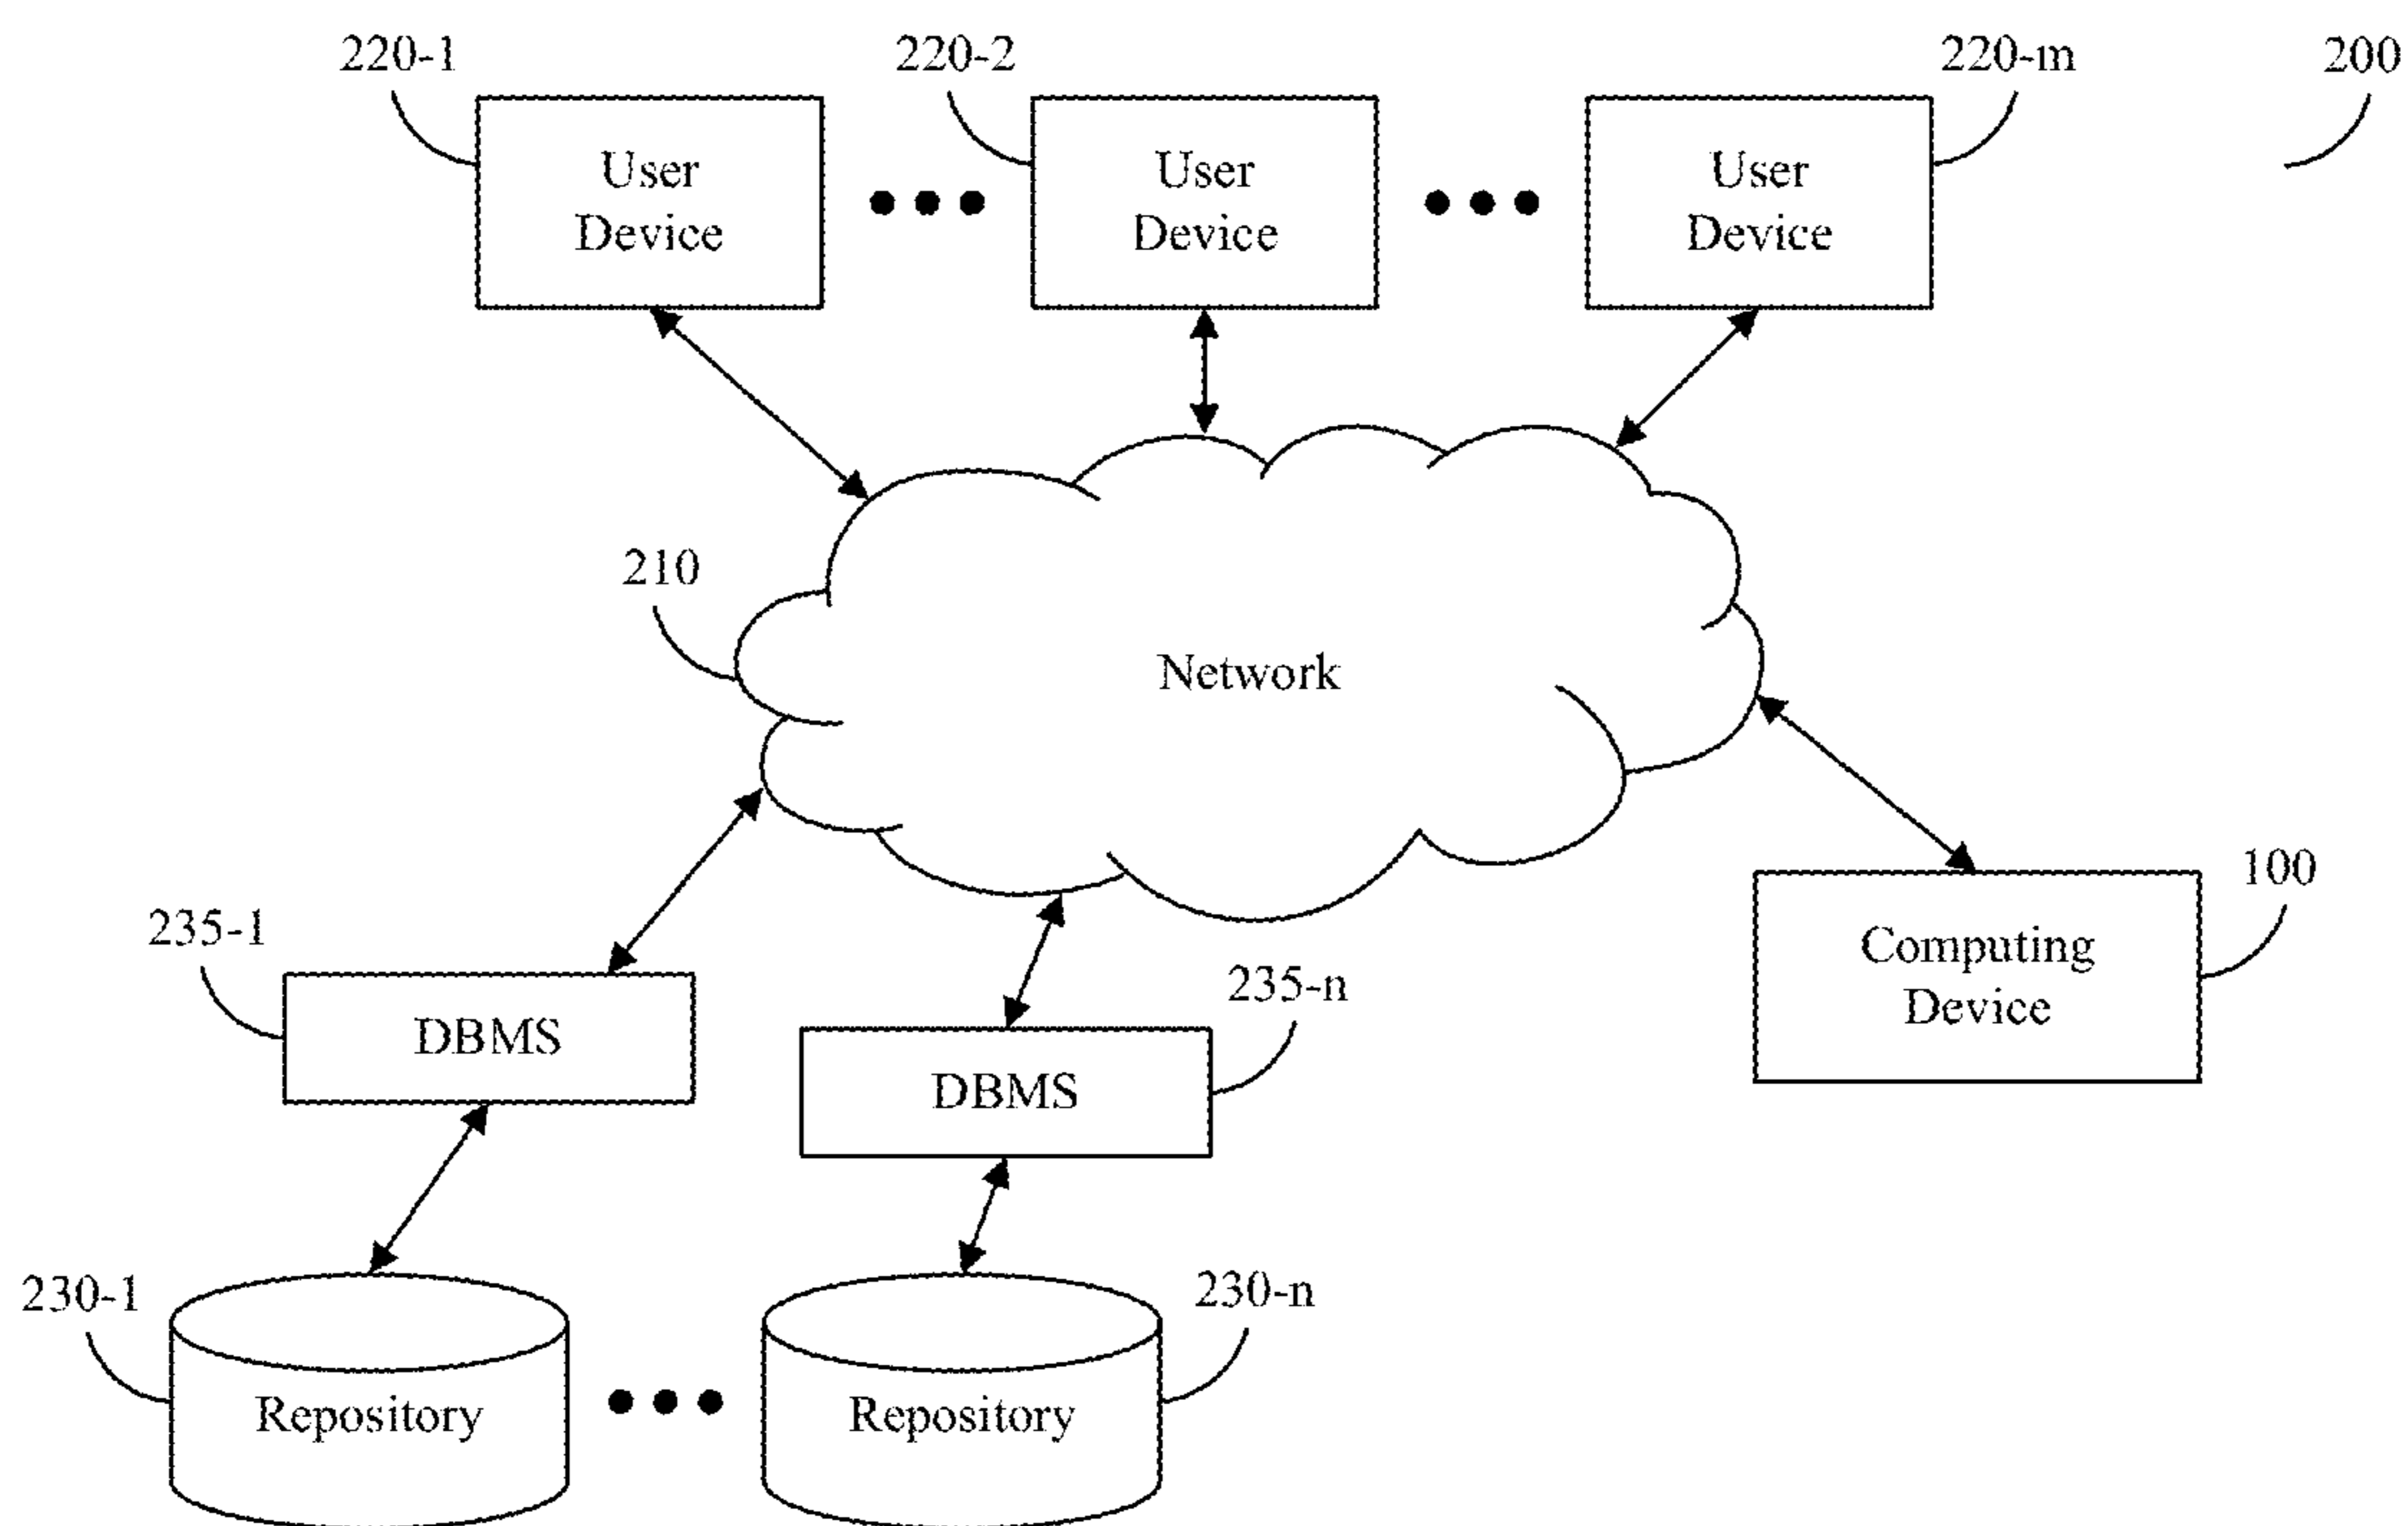 220-1
220-2
220-m
200
User
Device
User
Device
User
Device
210
Network
100
Computing
Device
235-1
DBMS
235-n
DBMS
230-1
Repository
230-n
Repository